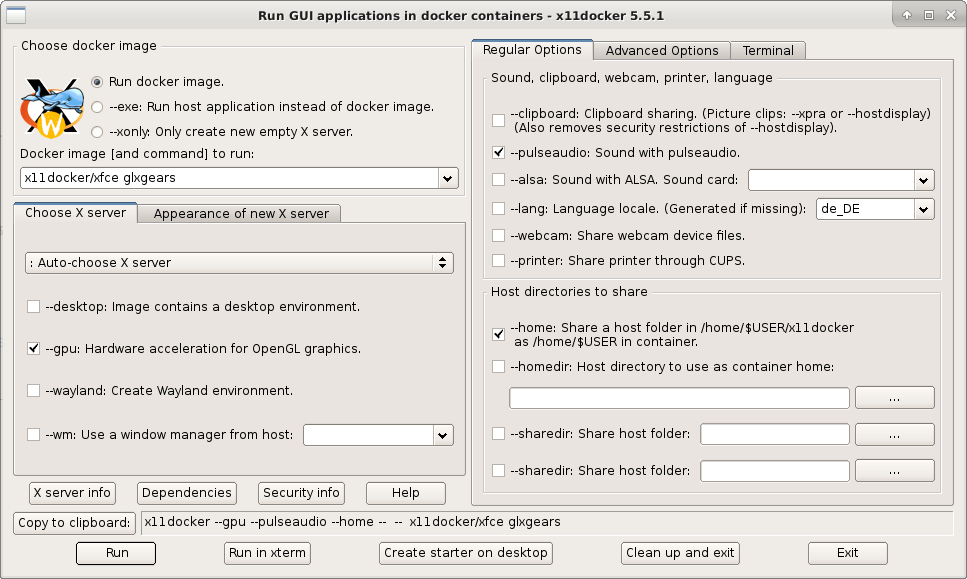 Run GUI applications in docker containers - x11docker 5.5.1
Choose docker image
X
W
Run docker image.
--exe: Run host application instead of docker image.
--xonly: Only create new empty X server.
Docker image [and command] to run:
x11docker/xfce glxgears
Choose X server
Appearance of new X server
: Auto-choose X server
--desktop: Image contains a desktop environment.
--gpu: Hardware acceleration for OpenGL graphics.
--wayland: Create Wayland environment.
--wm: Use a window manager from host:
X server info
Dependencies
Security info
Help
Regular Options
Advanced Options
Terminal
Sound, clipboard, webcam, printer, language
--clipboard: Clipboard sharing. (Picture clips: --xpra or --hostdisplay)
(Also removes security restrictions of --hostdisplay).
--pulseaudio: Sound with pulseaudio.
--alsa: Sound with ALSA. Sound card:
--lang: Language locale. (Generated if missing):
de_DE
--webcam: Share webcam device files.
--printer: Share printer through CUPS.
Host directories to share
--home: Share a host folder in /home/$USER/x11docker
as /home/$USER in container.
--homedir: Host directory to use as container home:
...
--sharedir: Share host folder:
...
--sharedir: Share host folder:
...
Copy to clipboard:
x11docker --gpu --pulseaudio --home --  --  x11docker/xfce glxgears
Run
Run in xterm
Create starter on desktop
Clean up and exit
Exit